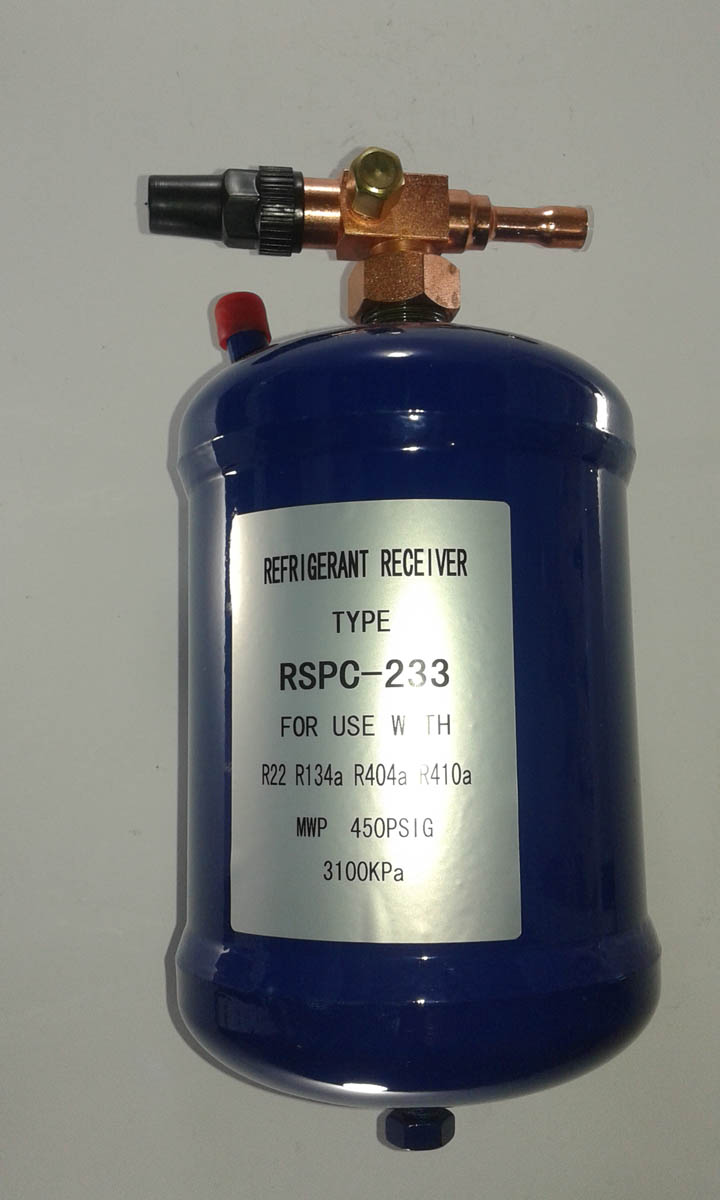 REFRIGERANT RECEIVER
TYPE
RSPC-233
FOR USE WITH
R22 R134a R404a R410a
MWP 450PSIG
3100KPa